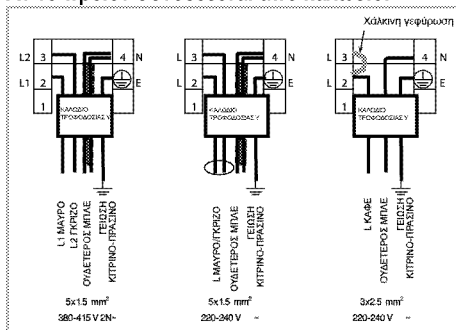 Χάλκινη γεφύρωση
L2 3 4 N
L1 2 E
1
ΚΑΛΩΔΙΟ
ΤΡΟΦΟΔΟΣΙΑΣ Υ
L1 ΜΑΥΡΟ
L2 ΓΚΡΙΖΟ
ΟΥΔΕΤΕΡΟΣ ΜΠΛΕ
ΓΕΙΩΣΗ
ΚΙΤΡΙΝΟ-ΠΡΑΣΙΝΟ
5x1.5 mm²
380-415 V 2N~
L 3 4 N
L 2 E
1
ΚΑΛΩΔΙΟ
ΤΡΟΦΟΔΟΣΙΑΣ Υ
L ΜΑΥΡΟ/ΓΚΡΙΖΟ
ΟΥΔΕΤΕΡΟΣ ΜΠΛΕ
ΓΕΙΩΣΗ
ΚΙΤΡΙΝΟ-ΠΡΑΣΙΝΟ
5x1.5 mm²
220-240 V ~
L 3 4 N
L 2 E
1
ΚΑΛΩΔΙΟ
ΤΡΟΦΟΔΟΣΙΑΣ Υ
L ΚΑΦΕ
ΟΥΔΕΤΕΡΟΣ ΜΠΛΕ
ΓΕΙΩΣΗ
ΚΙΤΡΙΝΟ-ΠΡΑΣΙΝΟ
3x2.5 mm²
220-240 V ~